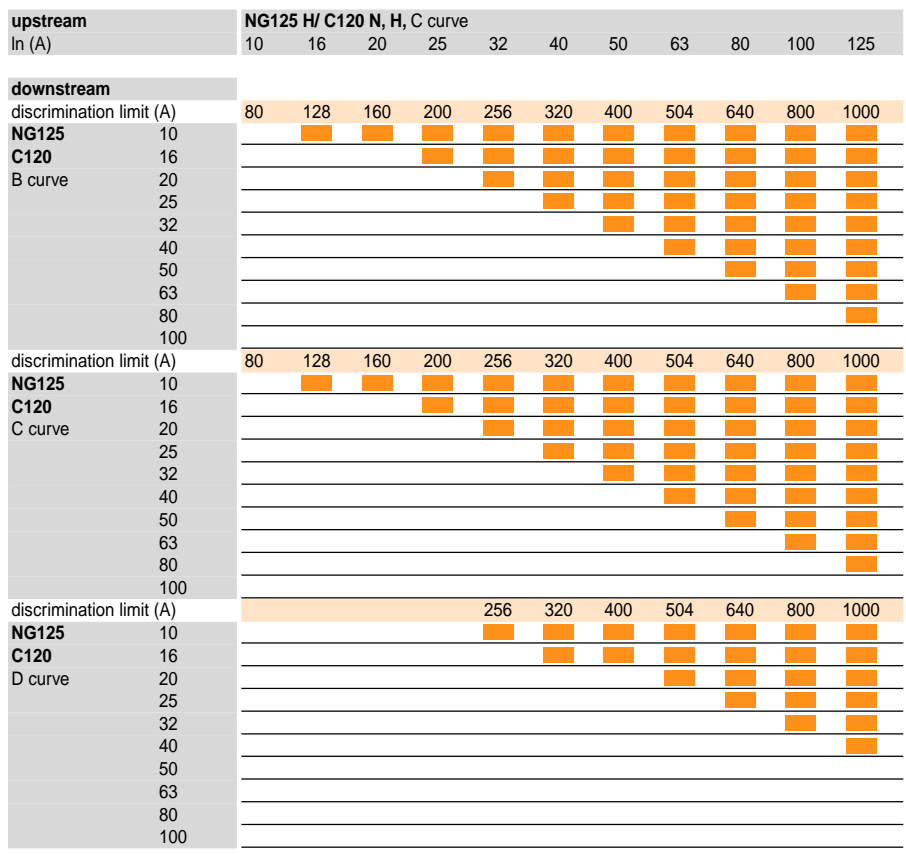 upstream NG125 H/ C120 N, H, C curve
In (A) 10 16 20 25 32 40 50 63 80 100 125
downstream
discrimination limit (A) 80 128 160 200 256 320 400 504 640 800 1000
NG125 10
C120 16
B curve 20
25
32
40
50
63
80
100
discrimination limit (A) 80 128 160 200 256 320 400 504 640 800 1000
NG125 10
C120 16
C curve 20
25
32
40
50
63
80
100
discrimination limit (A) 256 320 400 504 640 800 1000
NG125 10
C120 16
D curve 20
25
32
40
50
63
80
100